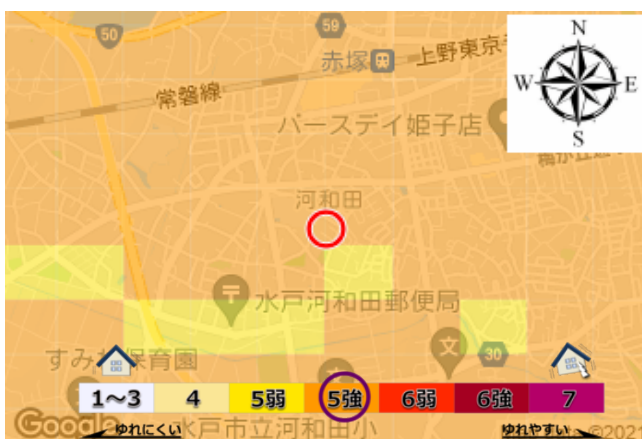 50
59
赤塚
上野東京
常磐線
N
W E
S
バースデイ姫子店
河和田
水戸河和田郵便局
保育園
文
30
1～3 4 5弱 5強 6弱 6強 7
Google
水戸市立河和田小
ゆれにくい
ゆれやすい